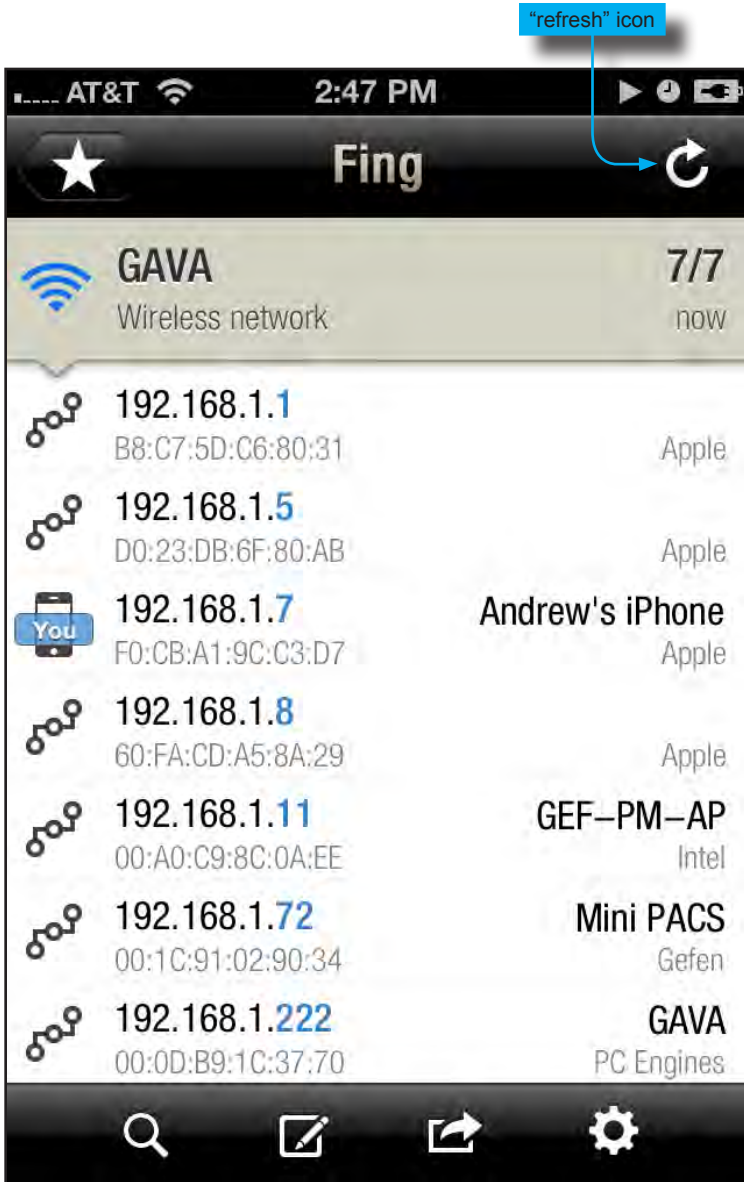 “refresh” icon
AT&T 2:47 PM
Fing
GAVA 7/7
Wireless network now
192.168.1.1
B8:C7:5D:C6:80:31 Apple
192.168.1.5
D0:23:DB:6F:80:AB Apple
You 192.168.1.7 Andrew's iPhone
F0:CB:A1:9C:C3:D7 Apple
192.168.1.8
60:FA:CD:A5:8A:29 Apple
192.168.1.11 GEF–PM–AP
00:A0:C9:8C:0A:EE Intel
192.168.1.72 Mini PACS
00:1C:91:02:90:34 Gefen
192.168.1.222 GAVA
00:0D:B9:1C:37:70 PC Engines